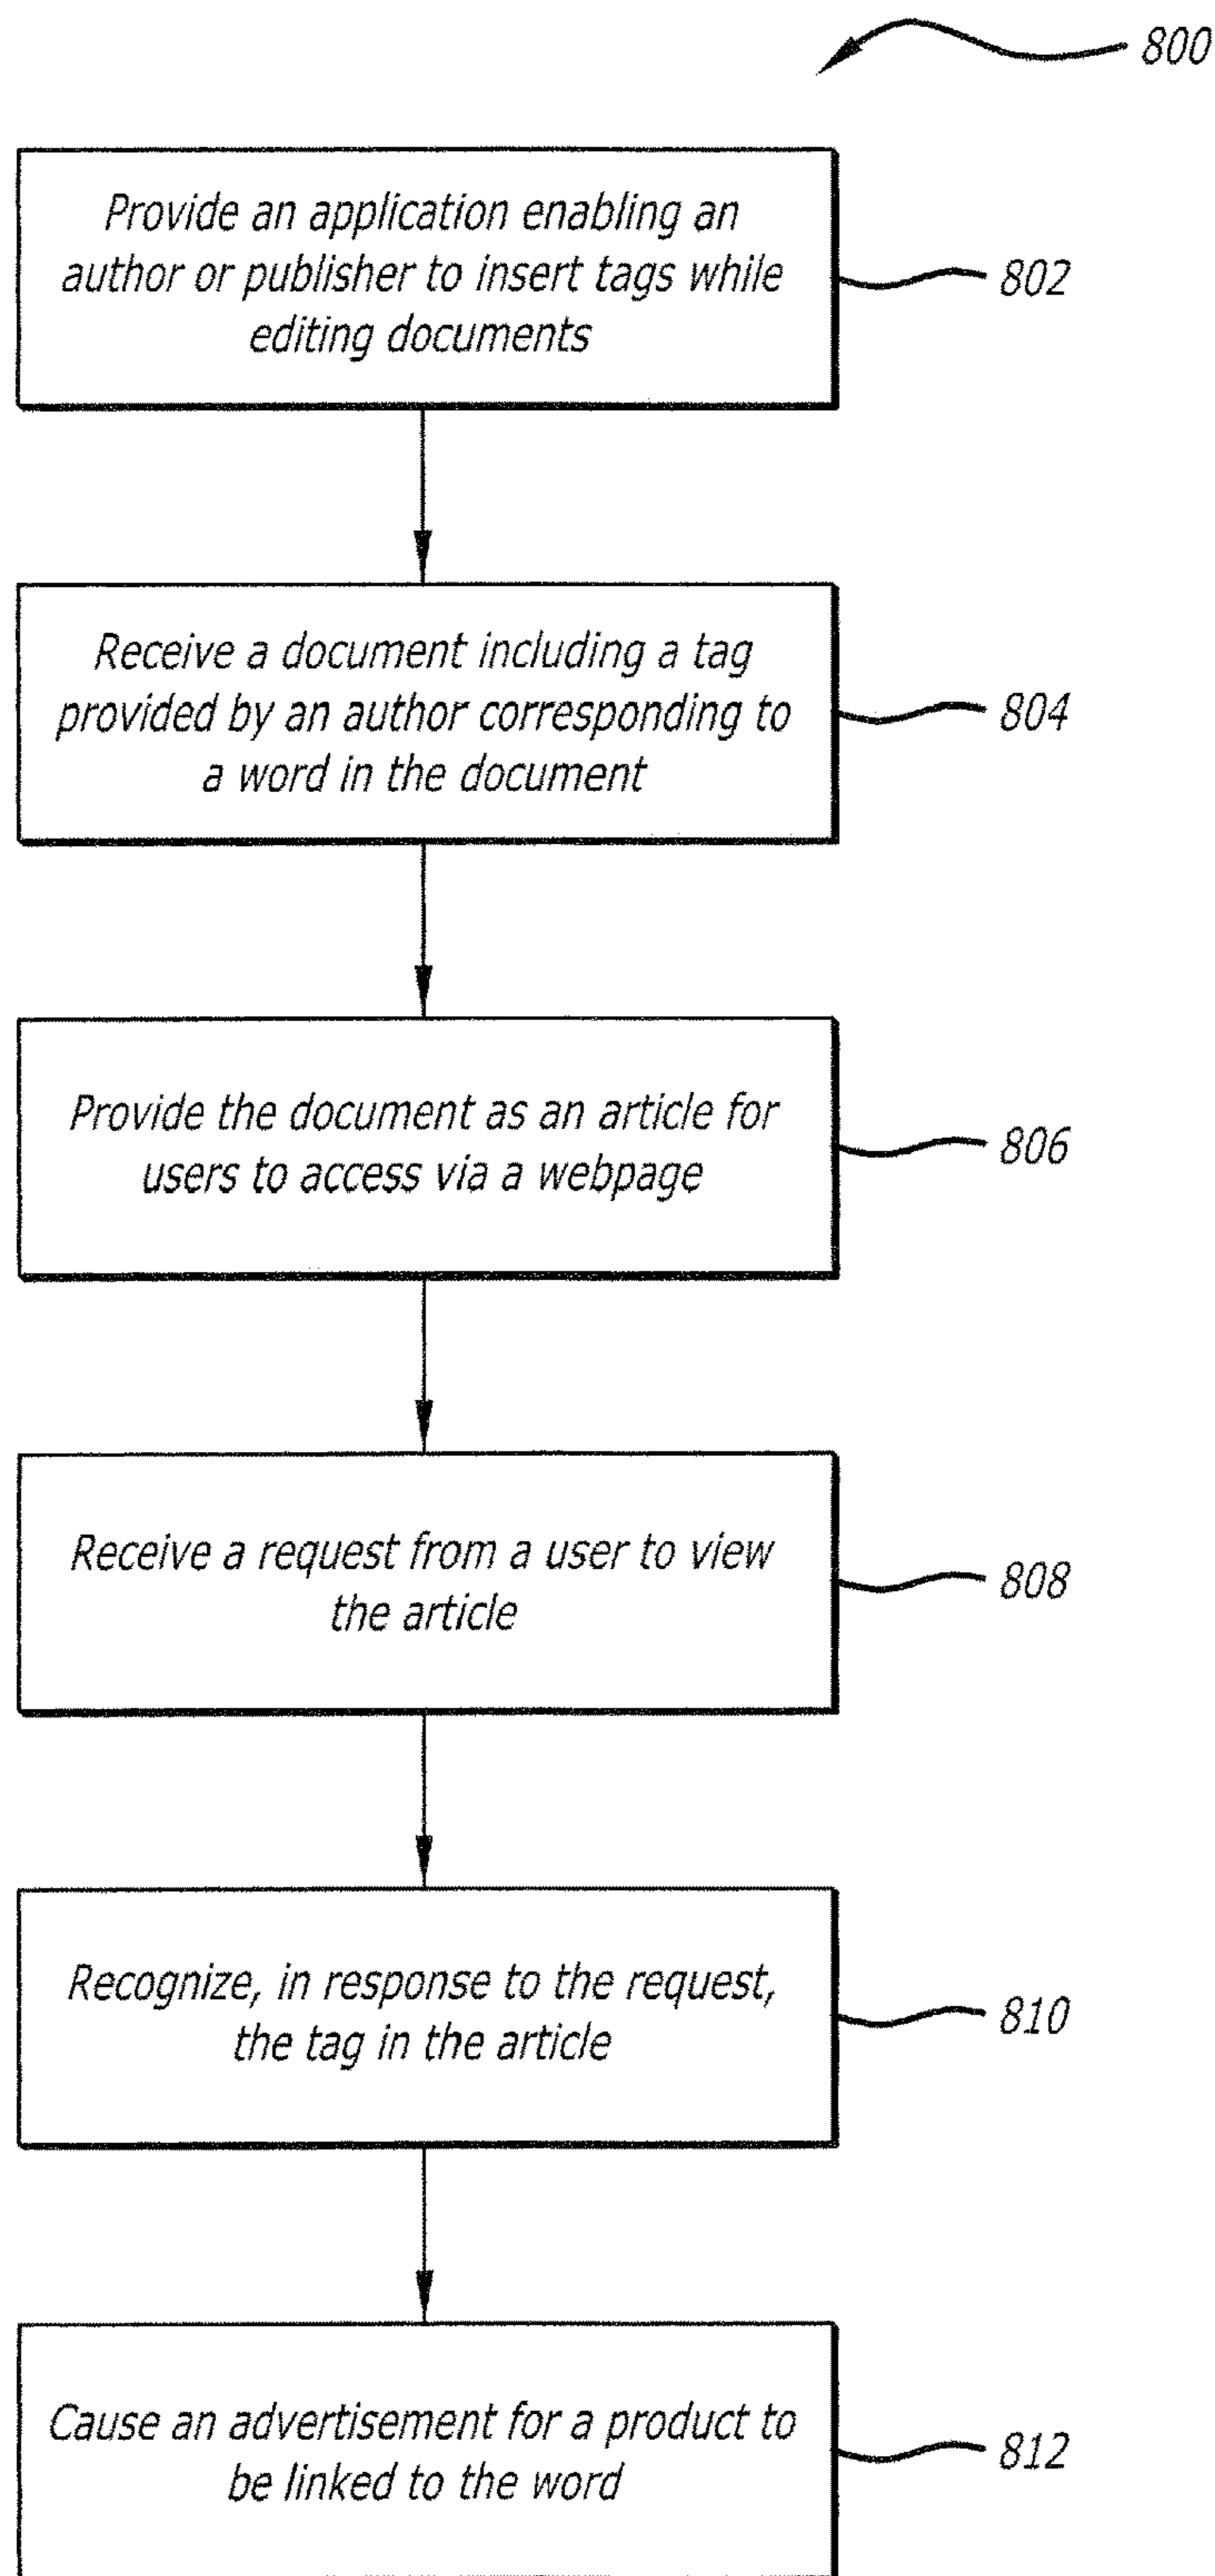 800
Provide an application enabling an
author or publisher to insert tags while
editing documents
802
Receive a document including a tag
provided by an author corresponding to
a word in the document
804
Provide the document as an article for
users to access via a webpage
806
Receive a request from a user to view
the article
808
Recognize, in response to the request,
the tag in the article
810
Cause an advertisement for a product to
be linked to the word
812